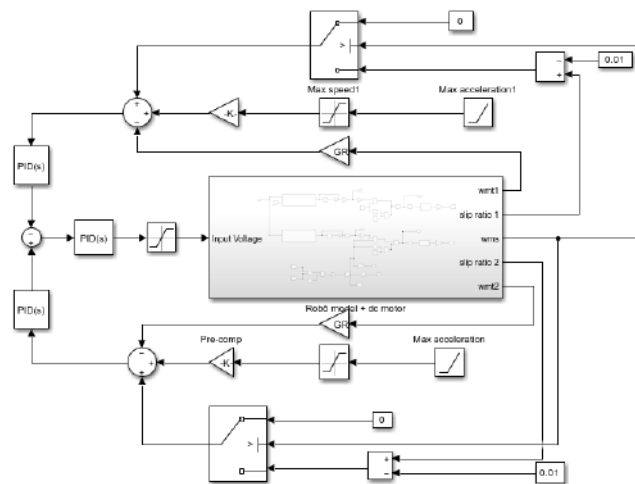 0
>
0.01
−
+
Max speed1
Max acceleration1
+
+
−
-K-
GR
PID(s)
PID(s)
Input Voltage
wmt1
slip ratio 1
wms
slip ratio 2
wmt2
PID(s)
Robô model + dc motor
GR
Pre-comp
Max acceleration
−
+
+
-K-
0
>
+
−
0.01